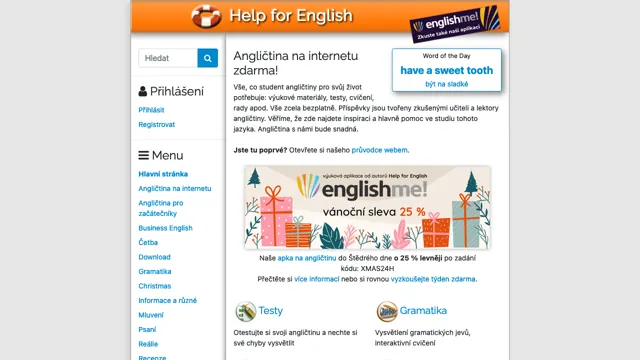 Help for English
englishme!
Zkuste také naši aplikaci
Hledat
Přihlášení
Přihlásit
Registrovat
Menu
Hlavní stránka
Angličtina na internetu
Angličtina pro
začátečníky
Business English
Četba
Download
Gramatika
Christmas
Informace a různé
Mluvení
Psaní
Reálie
Recenze
Angličtina na internetu
zdarma!
Word of the Day
have a sweet tooth
být na sladké
Vše, co student angličtiny pro svůj život
potřebuje: výukové materiály, testy, cvičení,
rady apod. Vše zcela bezplatně. Příspěvky jsou tvořeny zkušenými učiteli a lektory
angličtiny. Věříme, že zde najdete inspiraci a hlavně pomoc ve studiu tohoto
jazyka. Angličtina s námi bude snadná.
Jste tu poprvé? Otevřete si našeho průvodce webem.
výuková aplikace od autorů Help for English
englishme!
vánoční sleva 25 %
Naše apka na angličtinu do Štědrého dne o 25 % levněji po zadání
kódu: XMAS24H
Přečtěte si více informací nebo si rovnou vyzkoušejte týden zdarma.
Testy
Otestujte si svoji angličtinu a nechte si
své chyby vysvětlit
Gramatika
Vysvětlení gramatických jevů,
interaktivní cvičení